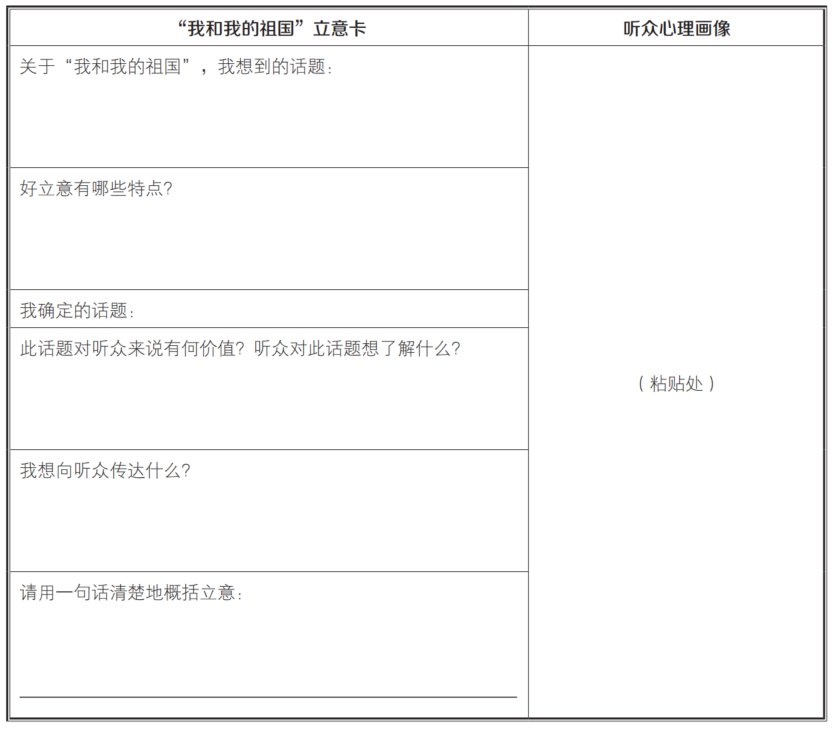 “我和我的祖国”立意卡
听众心理画像
关于“我和我的祖国”，我想到的话题：
好立意有哪些特点？
我确定的话题：
此话题对听众来说有何价值？听众对此话题想了解什么？
（粘贴处）
我想向听众传达什么？
请用一句话清楚地概括立意：